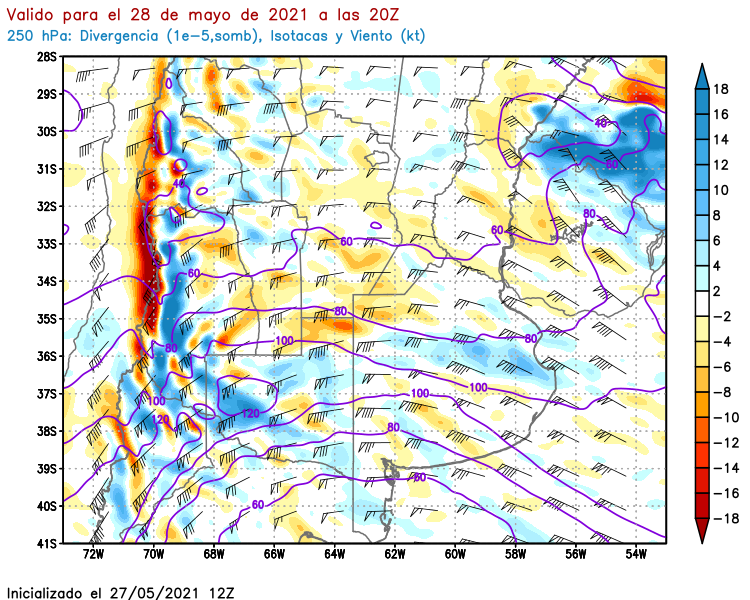 Valido para el 28 de mayo de 2021 a las 20Z
250 hPa: Divergencia (1e−5,somb), Isotacas y Viento (kt)
28S
29S
30S
31S
32S
33S
34S
35S
36S
37S
38S
39S
40S
41S
72W 70W 68W 66W 64W 62W 60W 58W 56W 54W
40
60
40
80
60
60
60
80
80
80
100
100
100
100
120
120
80
60
60
18
16
14
12
10
8
6
4
2
−2
−4
−6
−8
−10
−12
−14
−16
−18
Inicializado el 27/05/2021 12Z